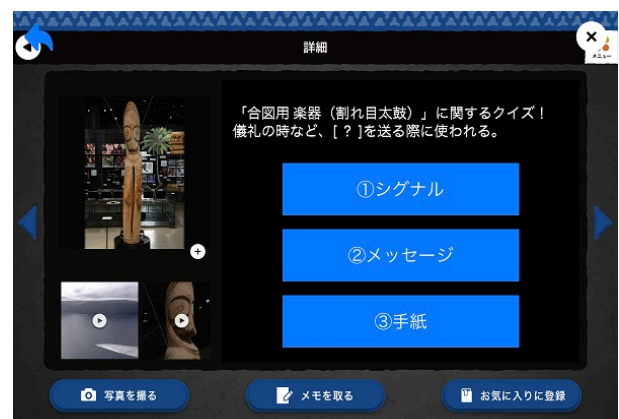 詳細
メニュー
「合図用 楽器（割れ目太鼓）」に関するクイズ！
儀礼の時など、[ ? ]を送る際に使われる。
①シグナル
②メッセージ
③手紙
写真を撮る
メモを取る
お気に入りに登録